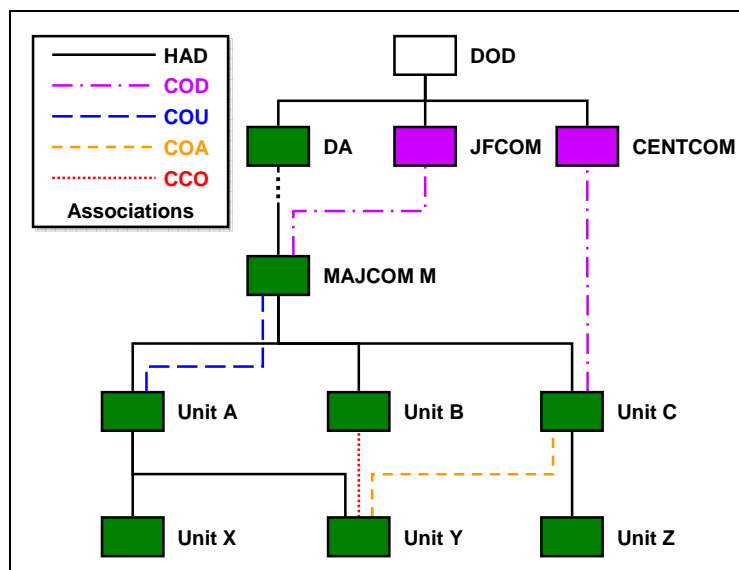 HAD
COD
COU
COA
CCO
Associations
DOD
DA
JFCOM
CENTCOM
MAJCOM M
Unit A
Unit B
Unit C
Unit X
Unit Y
Unit Z